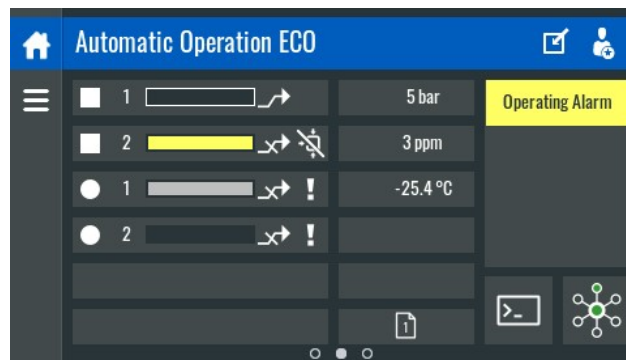 Automatic Operation ECO
1 5 bar Operating Alarm
2 3 ppm
1 ! -25.4 °C
2 !
>_
1